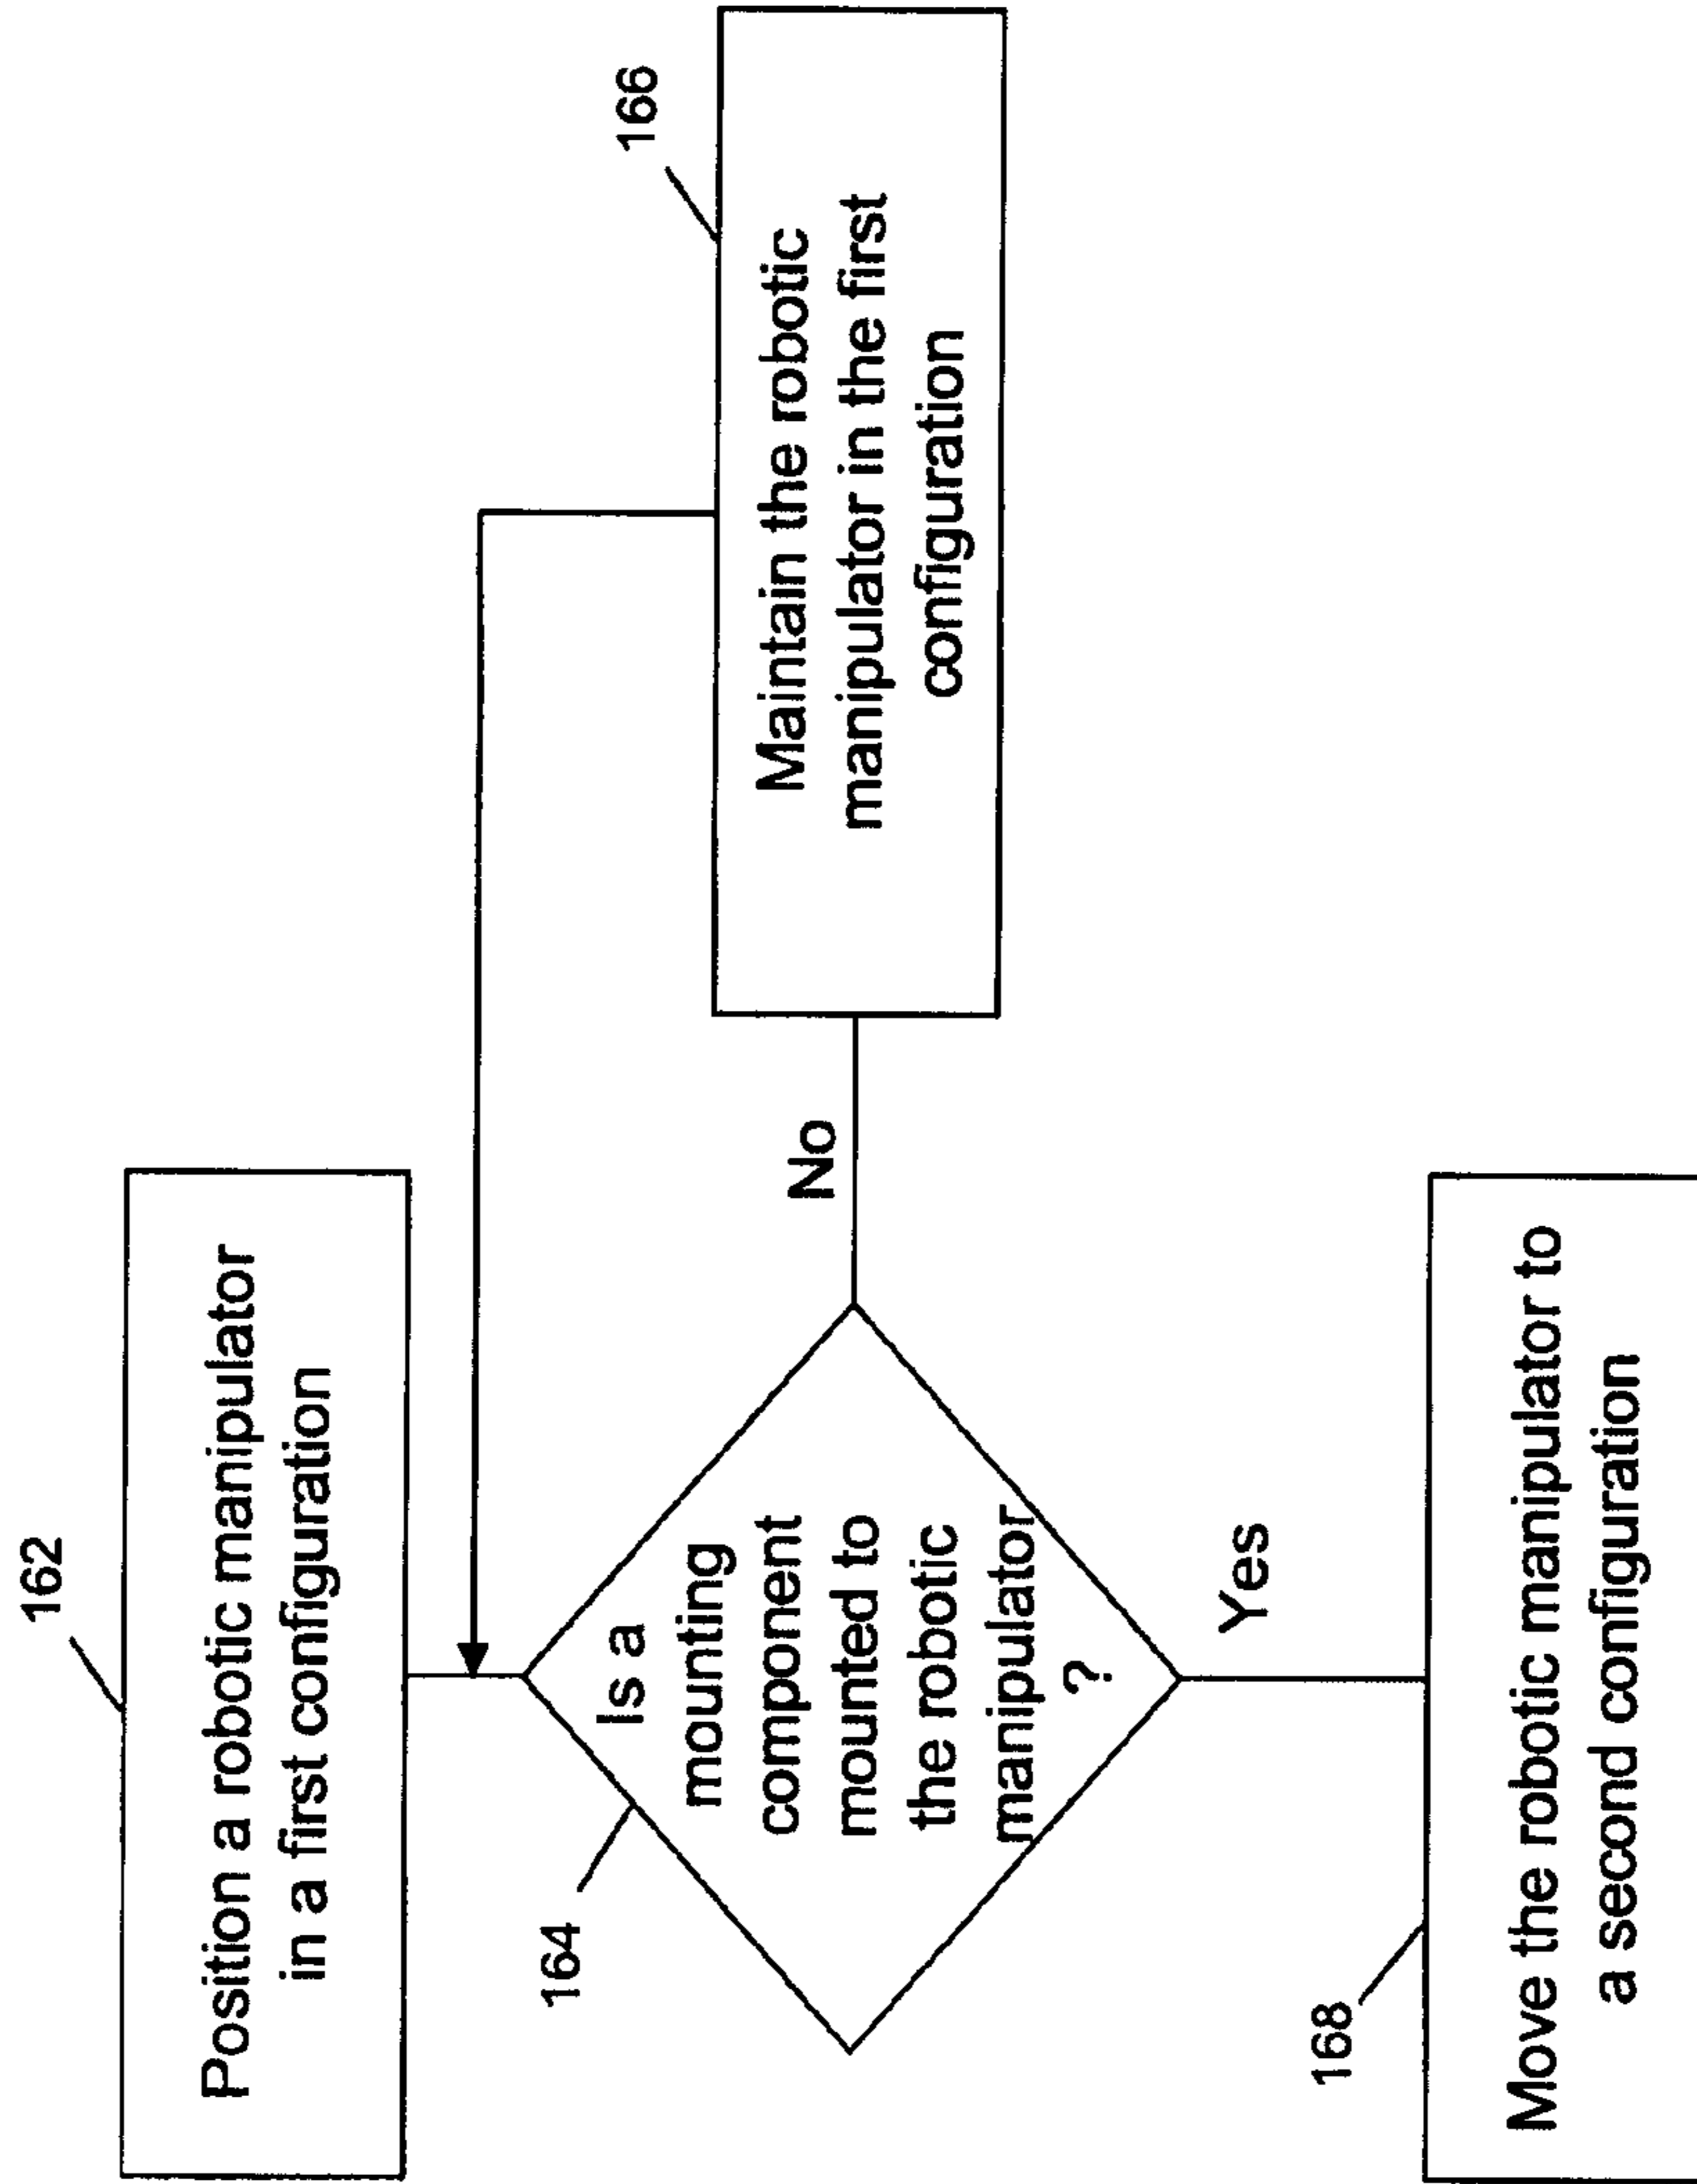 162
Position a robotic manipulator
in a first configuration
164
Is a
mounting
component
mounted to
the robotic
manipulator
?
No
166
Maintain the robotic
manipulator in the first
configuration
Yes
168
Move the robotic manipulator to
a second configuration